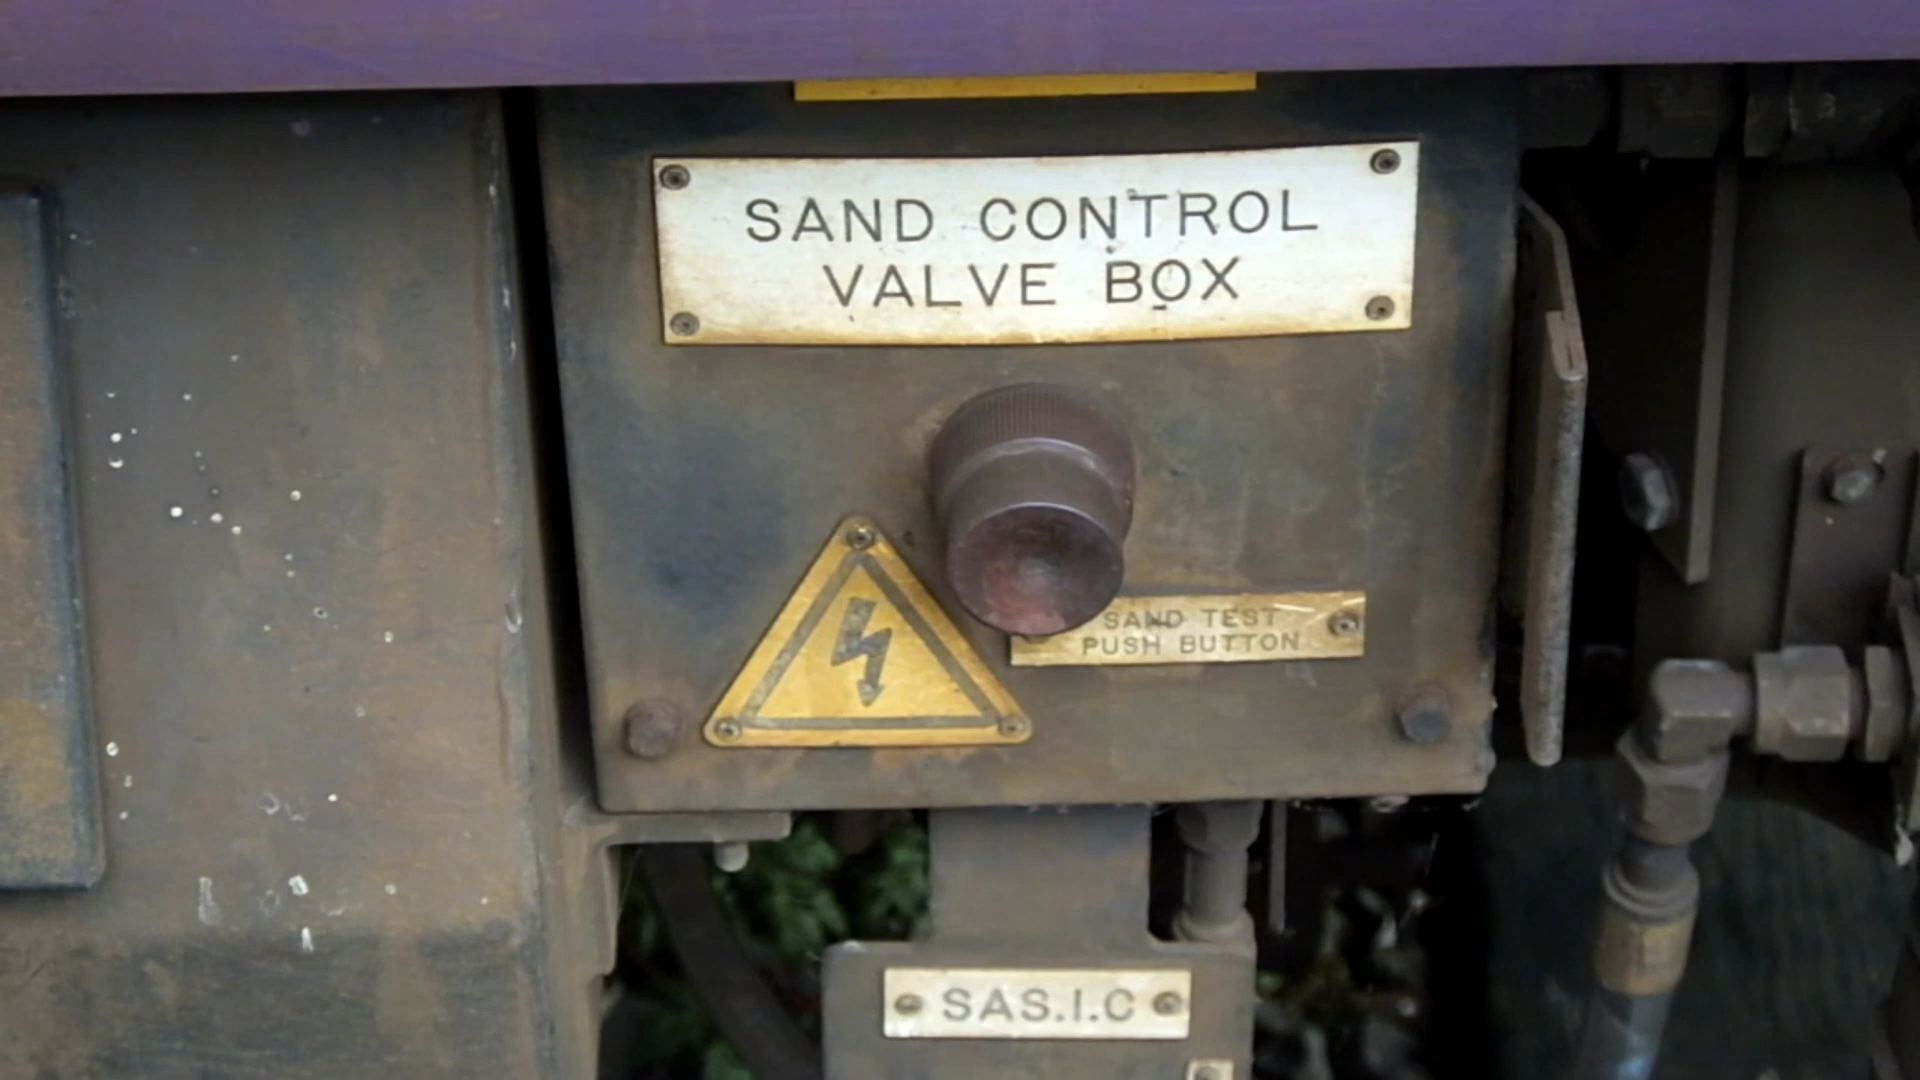 SAND CONTROL
VALVE BOX
SAND TEST
PUSH BUTTON
SAS.I.C